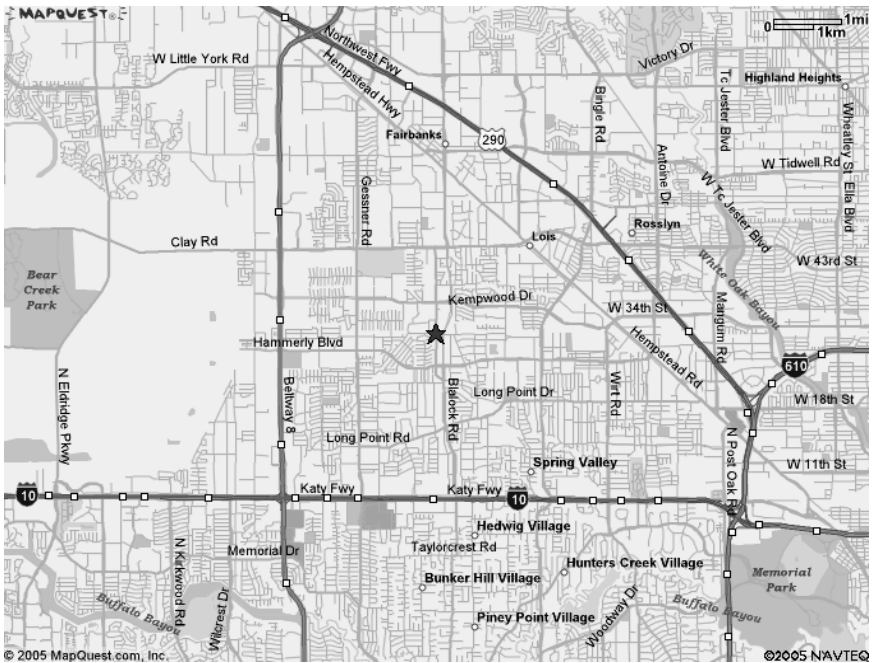 MAPQUEST®
0 1mi
1km
Northwest Fwy
Victory Dr
W Little York Rd
Hempstead Hwy
Highland Heights
Bingle Rd
Tc Jester Blvd
Wheatley St
Fairbanks
290
Antoine Dr
W Tidwell Rd
Gessner Rd
W Tc Jester Blvd
Ella Blvd
Rosslyn
Clay Rd
Lois
W 43rd St
Bear
Creek
Park
White Oak Bayou
Kempwood Dr
W 34th St
Mangum Rd
Hammerly Blvd
Hempstead Rd
610
N Eldridge Pkwy
Beltway 8
Blalock Rd
Long Point Dr
Wirt Rd
W 18th St
Long Point Rd
N Post Oak Rd
Spring Valley
W 11th St
10
Katy Fwy
Katy Fwy
10
N Kirkwood Rd
Hedwig Village
Memorial Dr
Taylorcrest Rd
Hunters Creek Village
Memorial
Park
Bunker Hill Village
Buffalo Bayou
Wilcrest Dr
Woodway Dr
Buffalo Bayou
Piney Point Village
© 2005 MapQuest.com, Inc.
©2005 NAVTEQ